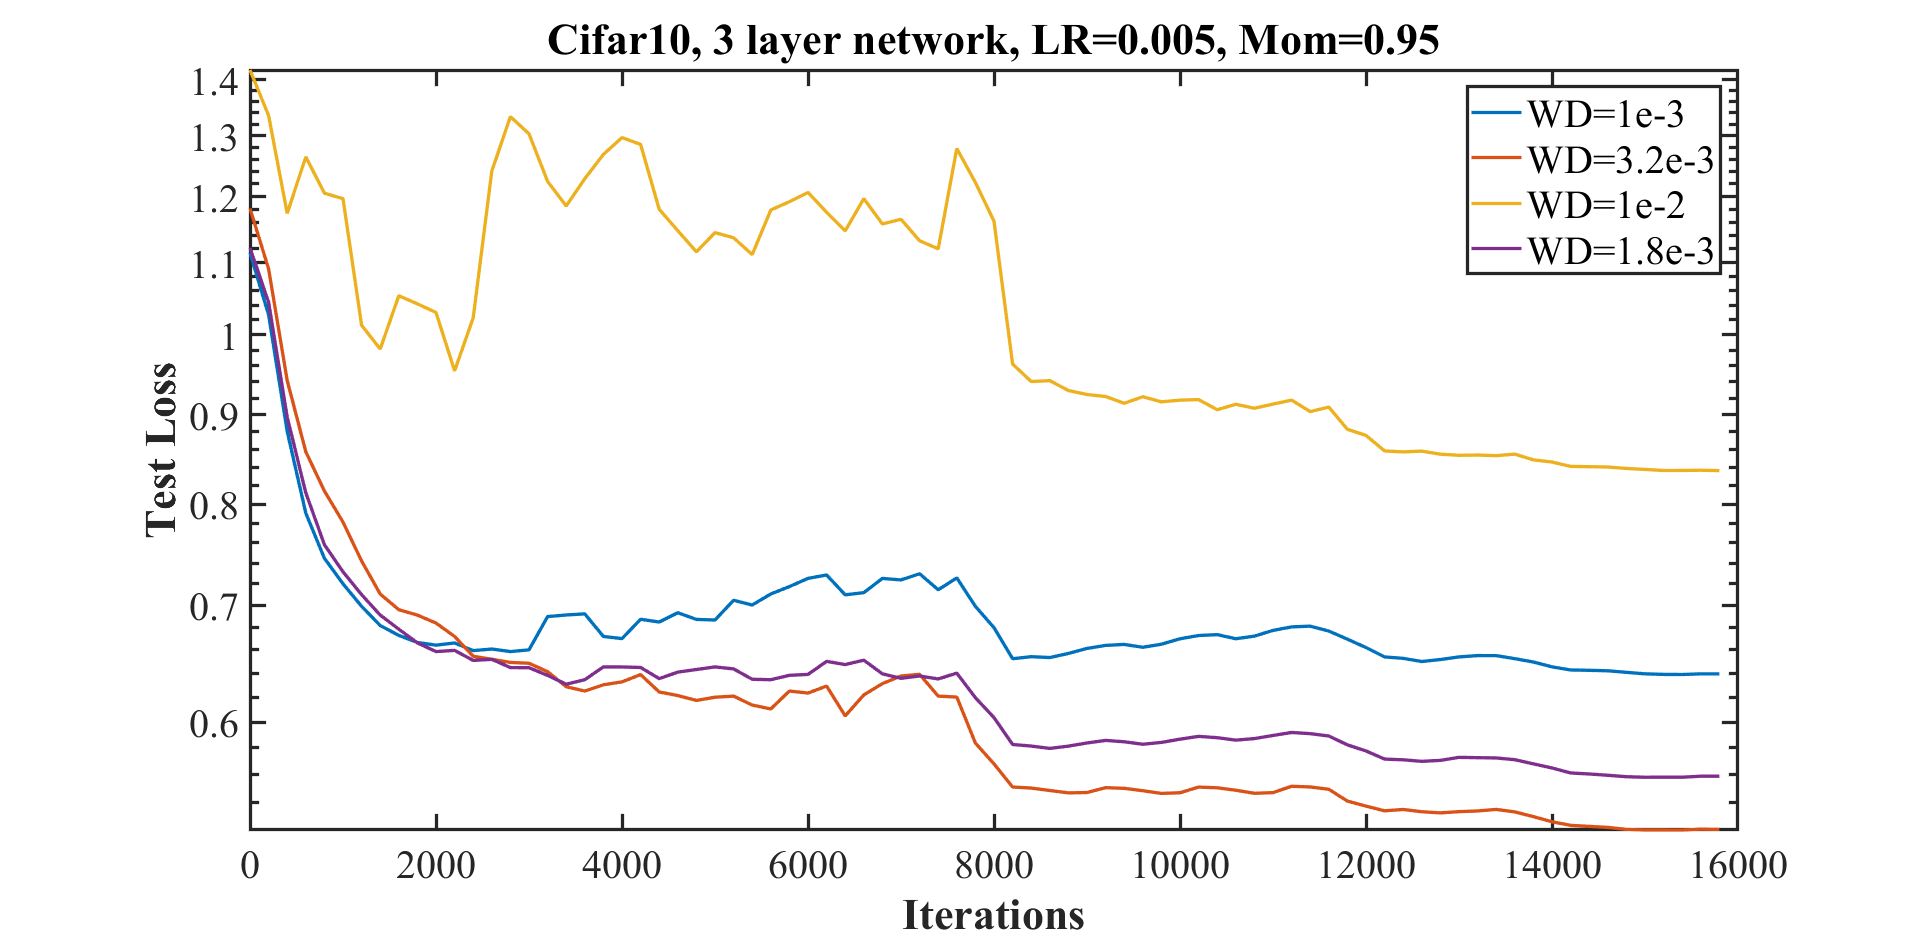 Cifar10, 3 layer network, LR=0.005, Mom=0.95
1.4
1.3
1.2
1.1
1
0.9
0.8
0.7
0.6
Test Loss
WD=1e-3
WD=3.2e-3
WD=1e-2
WD=1.8e-3
0 2000 4000 6000 8000 10000 12000 14000 16000
Iterations